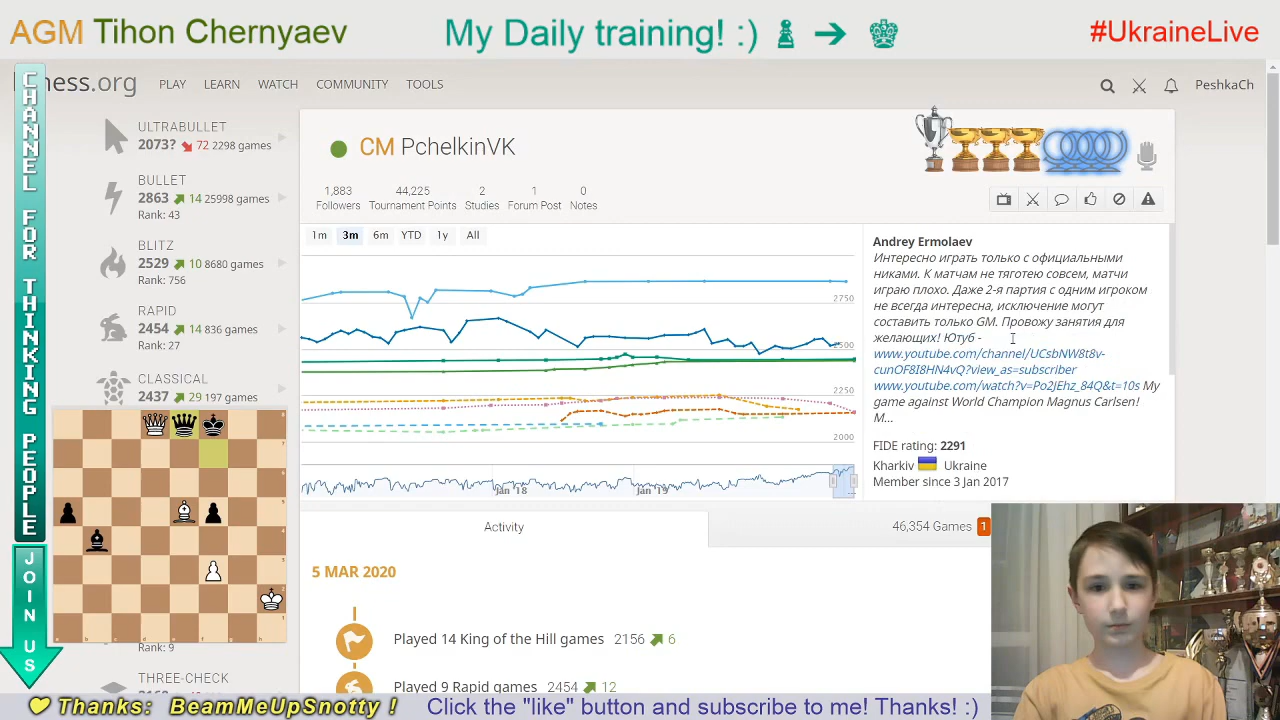 AGM Tihon Chernyaev
My Daily training! :) ♟ → ♚
#UkraineLive
CHANNEL FOR THINKING PEOPLE
JOIN US
hess.org
PLAY LEARN WATCH COMMUNITY TOOLS
PeshkaCh
ULTRABULLET
2073? 72 2298 games
BULLET
2863 14 25998 games
Rank: 43
BLITZ
2529 10 8680 games
Rank: 756
RAPID
2454 14 836 games
Rank: 27
CLASSICAL
2437 29 197 games
Rank: 9
THREE-CHECK
CM PchelkinVK
1,883 44,225 2 1 0
Followers Tournament Points Studies Forum Post Notes
1m 3m 6m YTD 1y All
2750
2500
2250
2000
Jan '18 Jan '19
Andrey Ermolaev
Интересно играть только с официальными
никами. К матчам не тяготею совсем, матчи
играю плохо. Даже 2-я партия с одним игроком
не всегда интересна, исключение могут
составить только GM. Провожу занятия для
желающих! Ютуб -
www.youtube.com/channel/UCsbNW8t8v-
cunOF8I8HN4vQ?view_as=subscriber
www.youtube.com/watch?v=Po2JEhz_84Q&t=10s My
game against World Champion Magnus Carlsen!
M...
FIDE rating: 2291
Kharkiv Ukraine
Member since 3 Jan 2017
Activity
46,354 Games 1
5 MAR 2020
Played 14 King of the Hill games 2156 6
Played 9 Rapid games 2454 12
Thanks: BeamMeUpSnotty !
Click the "like" button and subscribe to me! Thanks! :)